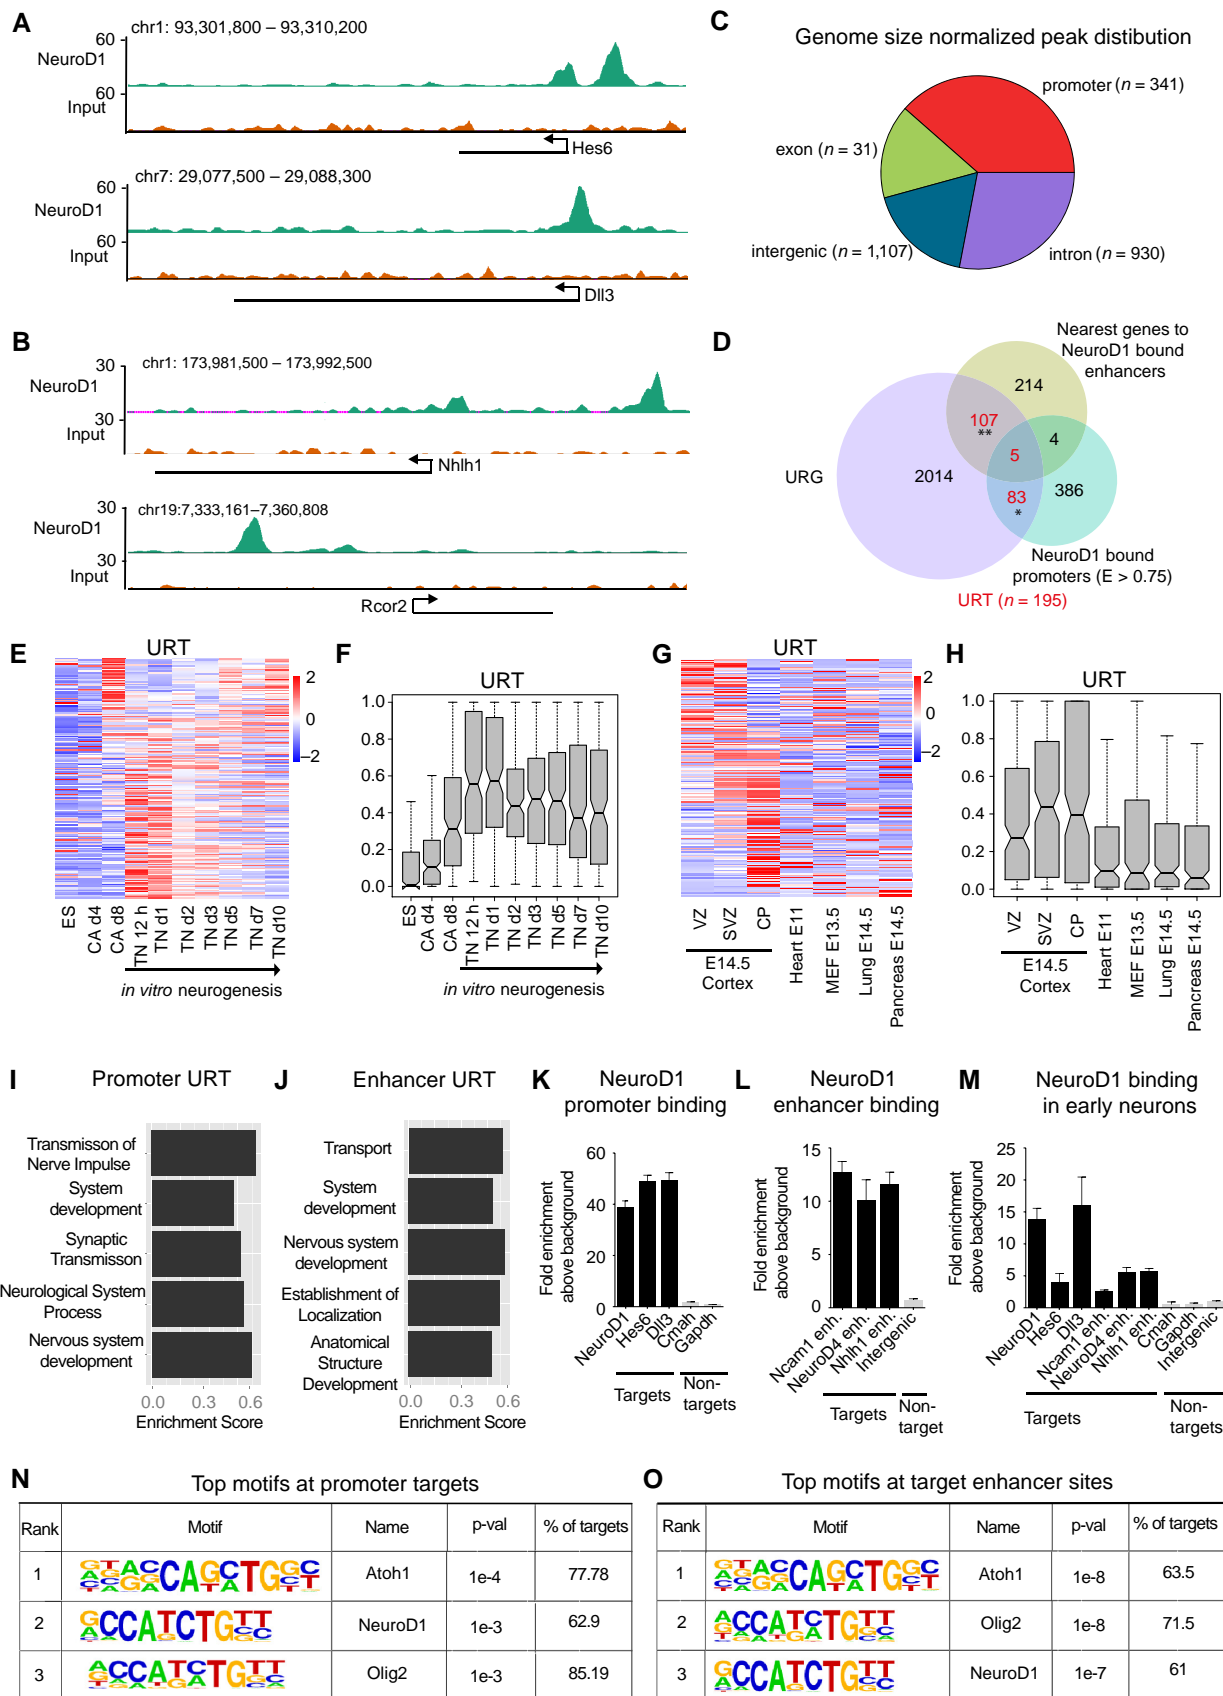 A
chr1: 93,301,800 – 93,310,200
60
NeuroD1
60
Input
Hes6
chr7: 29,077,500 – 29,088,300
60
NeuroD1
60
Input
Dll3
B
chr1: 173,981,500 – 173,992,500
30
NeuroD1
30
Input
Nhlh1
chr19:7,333,161–7,360,808
30
NeuroD1
30
Input
Rcor2
C
Genome size normalized peak distibution
promoter (n = 341)
exon (n = 31)
intergenic (n = 1,107)
intron (n = 930)
D
Nearest genes to
NeuroD1 bound
enhancers
214
107
**
4
5
URG
2014
83
*
386
NeuroD1 bound
promoters (E > 0.75)
URT (n = 195)
E
URT
2
0
–2
ES
CA d4
CA d8
TN 12 h
TN d1
TN d2
TN d3
TN d5
TN d7
TN d10
in vitro neurogenesis
F
URT
1.0
0.8
0.6
0.4
0.2
0.0
ES
CA d4
CA d8
TN 12 h
TN d1
TN d2
TN d3
TN d5
TN d7
TN d10
in vitro neurogenesis
G
URT
2
0
–2
VZ
SVZ
CP
Heart E11
MEF E13.5
Lung E14.5
Pancreas E14.5
E14.5
Cortex
H
URT
1.0
0.8
0.6
0.4
0.2
0.0
VZ
SVZ
CP
Heart E11
MEF E13.5
Lung E14.5
Pancreas E14.5
E14.5
Cortex
I
Promoter URT
Transmisson of
Nerve Impulse
System
development
Synaptic
Transmisson
Neurological System
Process
Nervous system
development
0.0
0.3
0.6
Enrichment Score
J
Enhancer URT
Transport
System
development
Nervous system
development
Establishment of
Localization
Anatomical
Structure
Development
0.0
0.3
0.6
Enrichment Score
K
NeuroD1
promoter binding
Fold enrichment
above background
60
40
20
0
NeuroD1
Hes6
Dll3
Cmah
Gapdh
Targets
Non-
targets
L
NeuroD1
enhancer binding
Fold enrichment
above background
15
10
5
0
Ncam1 enh.
NeuroD4 enh.
Nhlh1 enh.
Intergenic
Targets
Non-
target
M
NeuroD1 binding
in early neurons
Fold enrichment
above background
25
20
15
10
5
0
NeuroD1
Hes6
Dll3
Ncam1 enh.
NeuroD4 enh.
Nhlh1 enh.
Cmah
Gapdh
Intergenic
Targets
Non-
targets
N
Top motifs at promoter targets
Rank Motif Name p-val % of targets
1 Atoh1 1e-4 77.78
2 NeuroD1 1e-3 62.9
3 Olig2 1e-3 85.19
O
Top motifs at target enhancer sites
Rank Motif Name p-val % of targets
1 Atoh1 1e-8 63.5
2 Olig2 1e-8 71.5
3 NeuroD1 1e-7 61